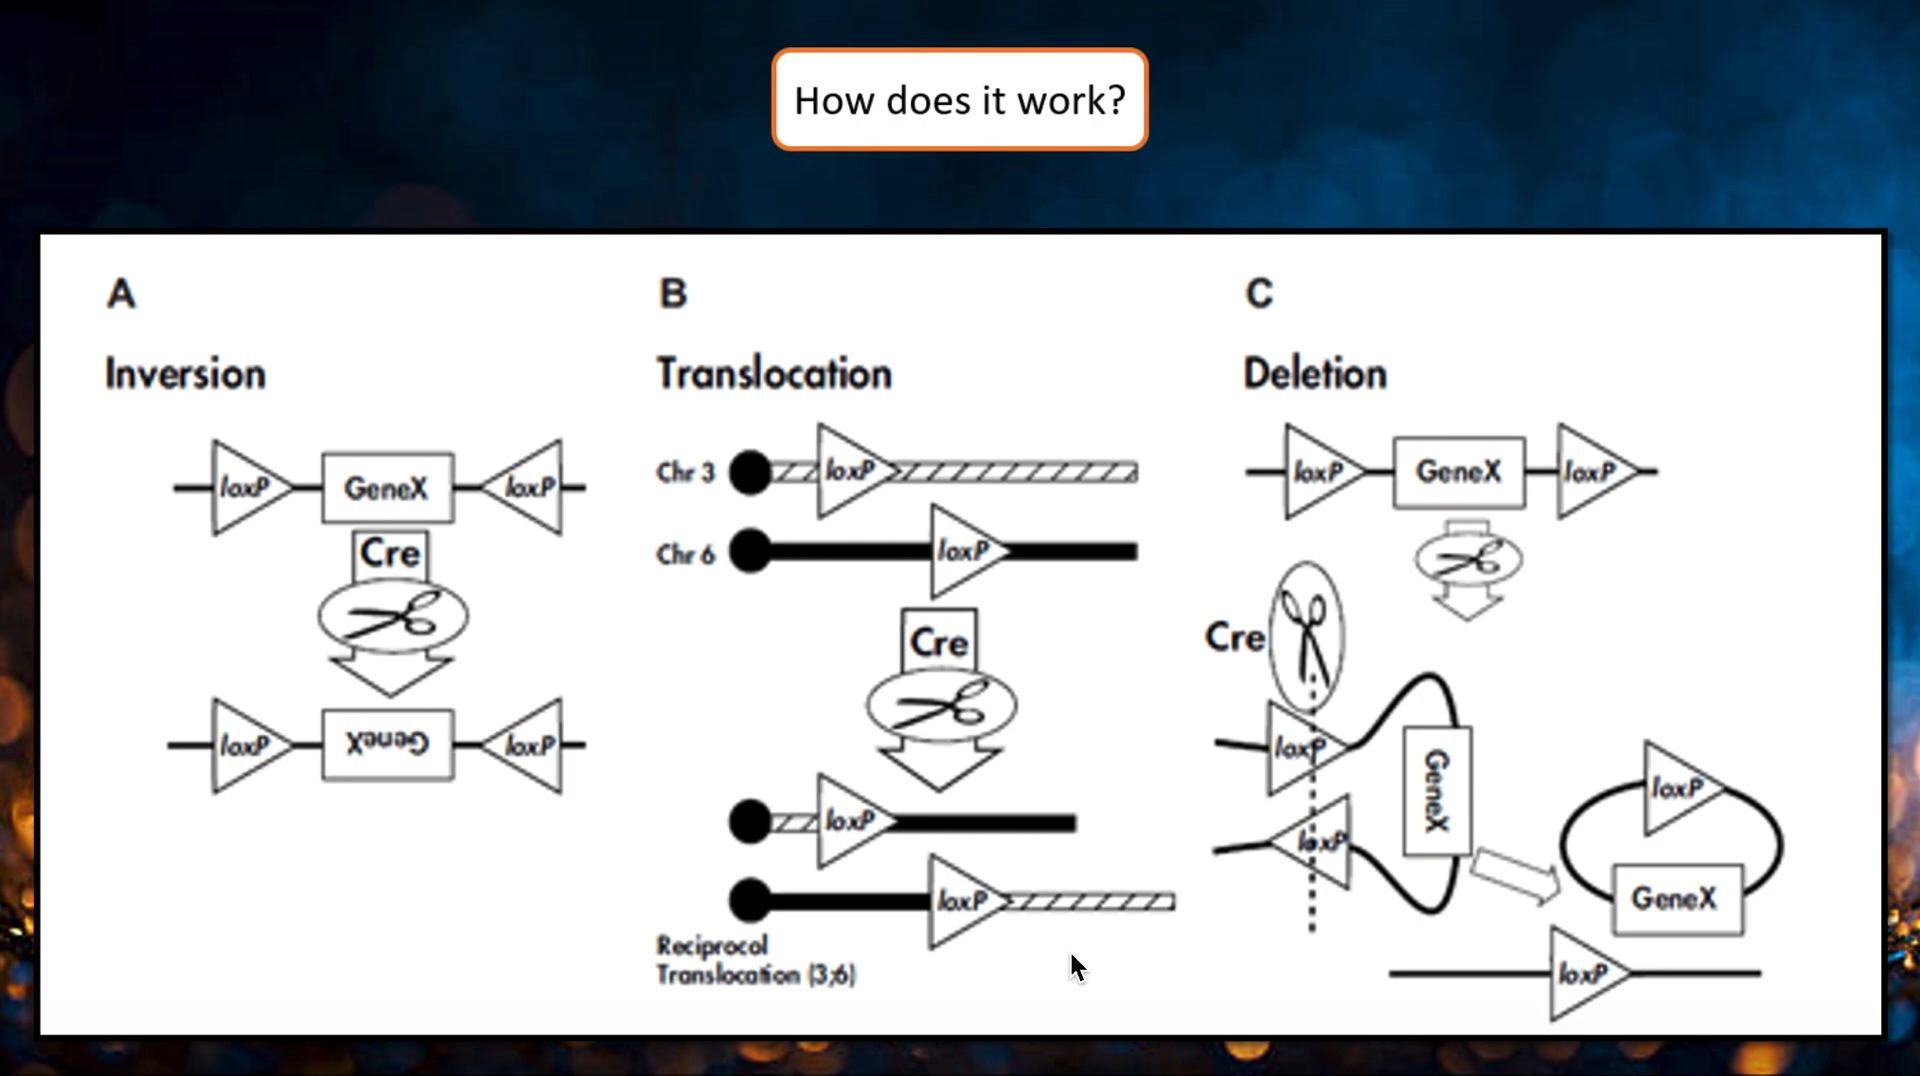 How does it work?
A
Inversion
loxP GeneX loxP
Cre
loxP GeneX loxP
B
Translocation
Chr 3 loxP
Chr 6 loxP
Cre
loxP
loxP
Reciprocol
Translocation (3;6)
C
Deletion
loxP GeneX loxP
Cre
loxP
GeneX
loxP
loxP
GeneX
loxP